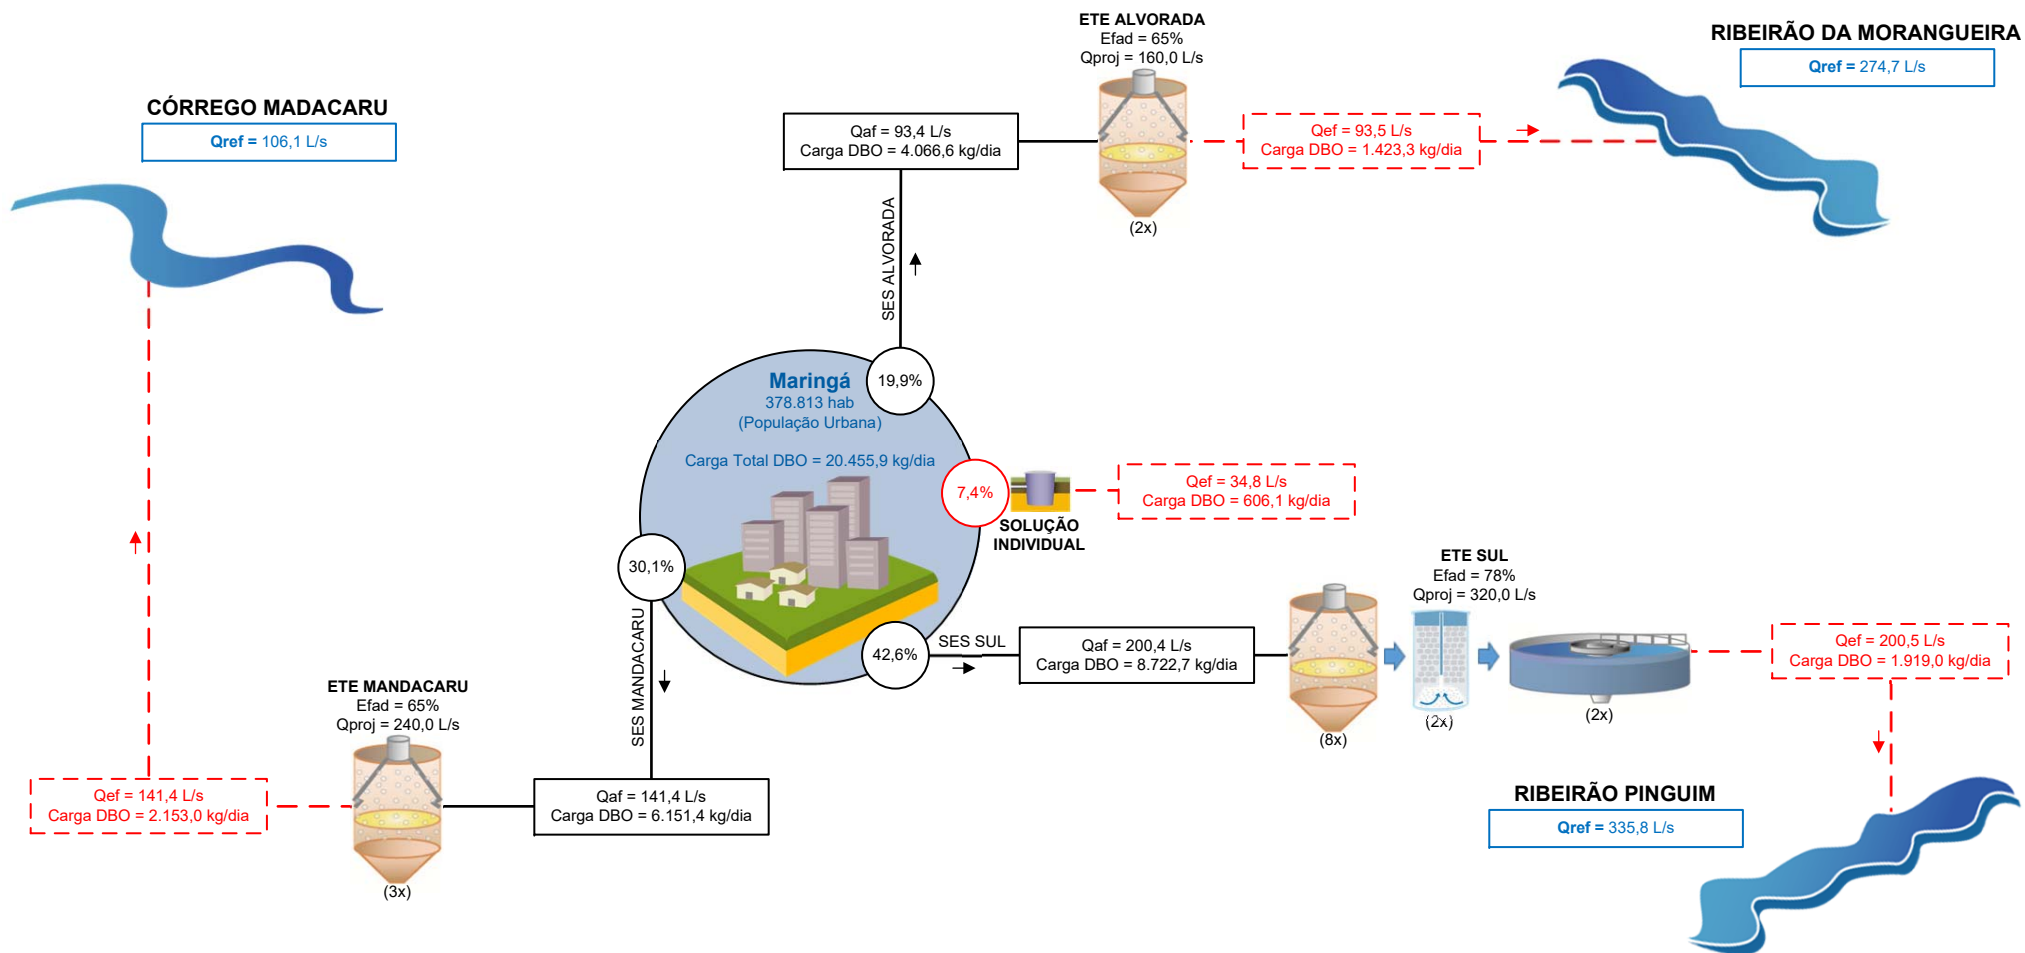 ETE ALVORADA
Efad = 65%
Qproj = 160,0 L/s
(2x)
RIBEIRÃO DA MORANGUEIRA
Qref = 274,7 L/s
CÓRREGO MADACARU
Qref = 106,1 L/s
Qaf = 93,4 L/s
Carga DBO = 4.066,6 kg/dia
Qef = 93,5 L/s
Carga DBO = 1.423,3 kg/dia
SES ALVORADA
Maringá
378.813 hab
(População Urbana)
Carga Total DBO = 20.455,9 kg/dia
19,9%
7,4%
30,1%
42,6%
SOLUÇÃO
INDIVIDUAL
Qef = 34,8 L/s
Carga DBO = 606,1 kg/dia
SES MANDACARU
SES SUL
Qaf = 200,4 L/s
Carga DBO = 8.722,7 kg/dia
ETE SUL
Efad = 78%
Qproj = 320,0 L/s
(8x)
(2x)
(2x)
Qef = 200,5 L/s
Carga DBO = 1.919,0 kg/dia
ETE MANDACARU
Efad = 65%
Qproj = 240,0 L/s
(3x)
Qef = 141,4 L/s
Carga DBO = 2.153,0 kg/dia
Qaf = 141,4 L/s
Carga DBO = 6.151,4 kg/dia
RIBEIRÃO PINGUIM
Qref = 335,8 L/s